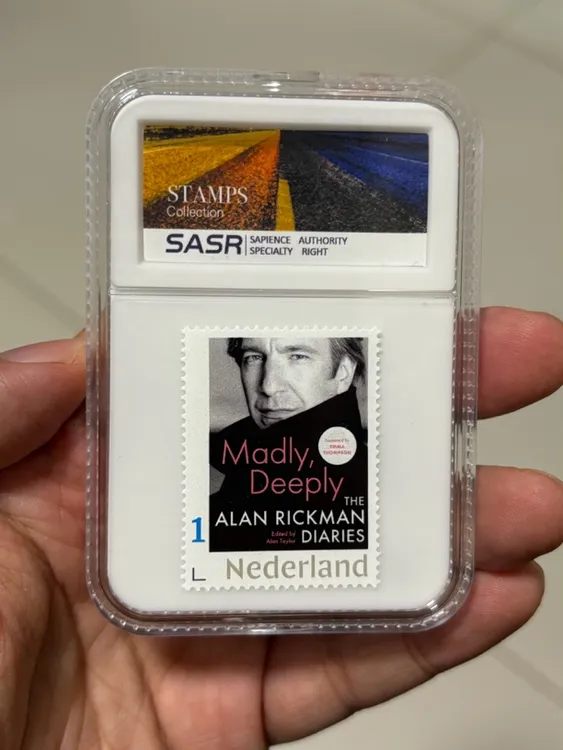 STAMPS
Collection
SASR
SAPIENCE AUTHORITY
SPECIALTY RIGHT
Madly,
Deeply
Foreword by
EMMA
THOMPSON
THE
ALAN RICKMAN
DIARIES
Edited by
Alan Taylor
1
Nederland